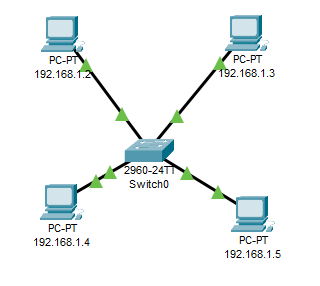 PC-PT
192.168.1.2
PC-PT
192.168.1.3
2960-24TT
Switch0
PC-PT
192.168.1.4
PC-PT
192.168.1.5